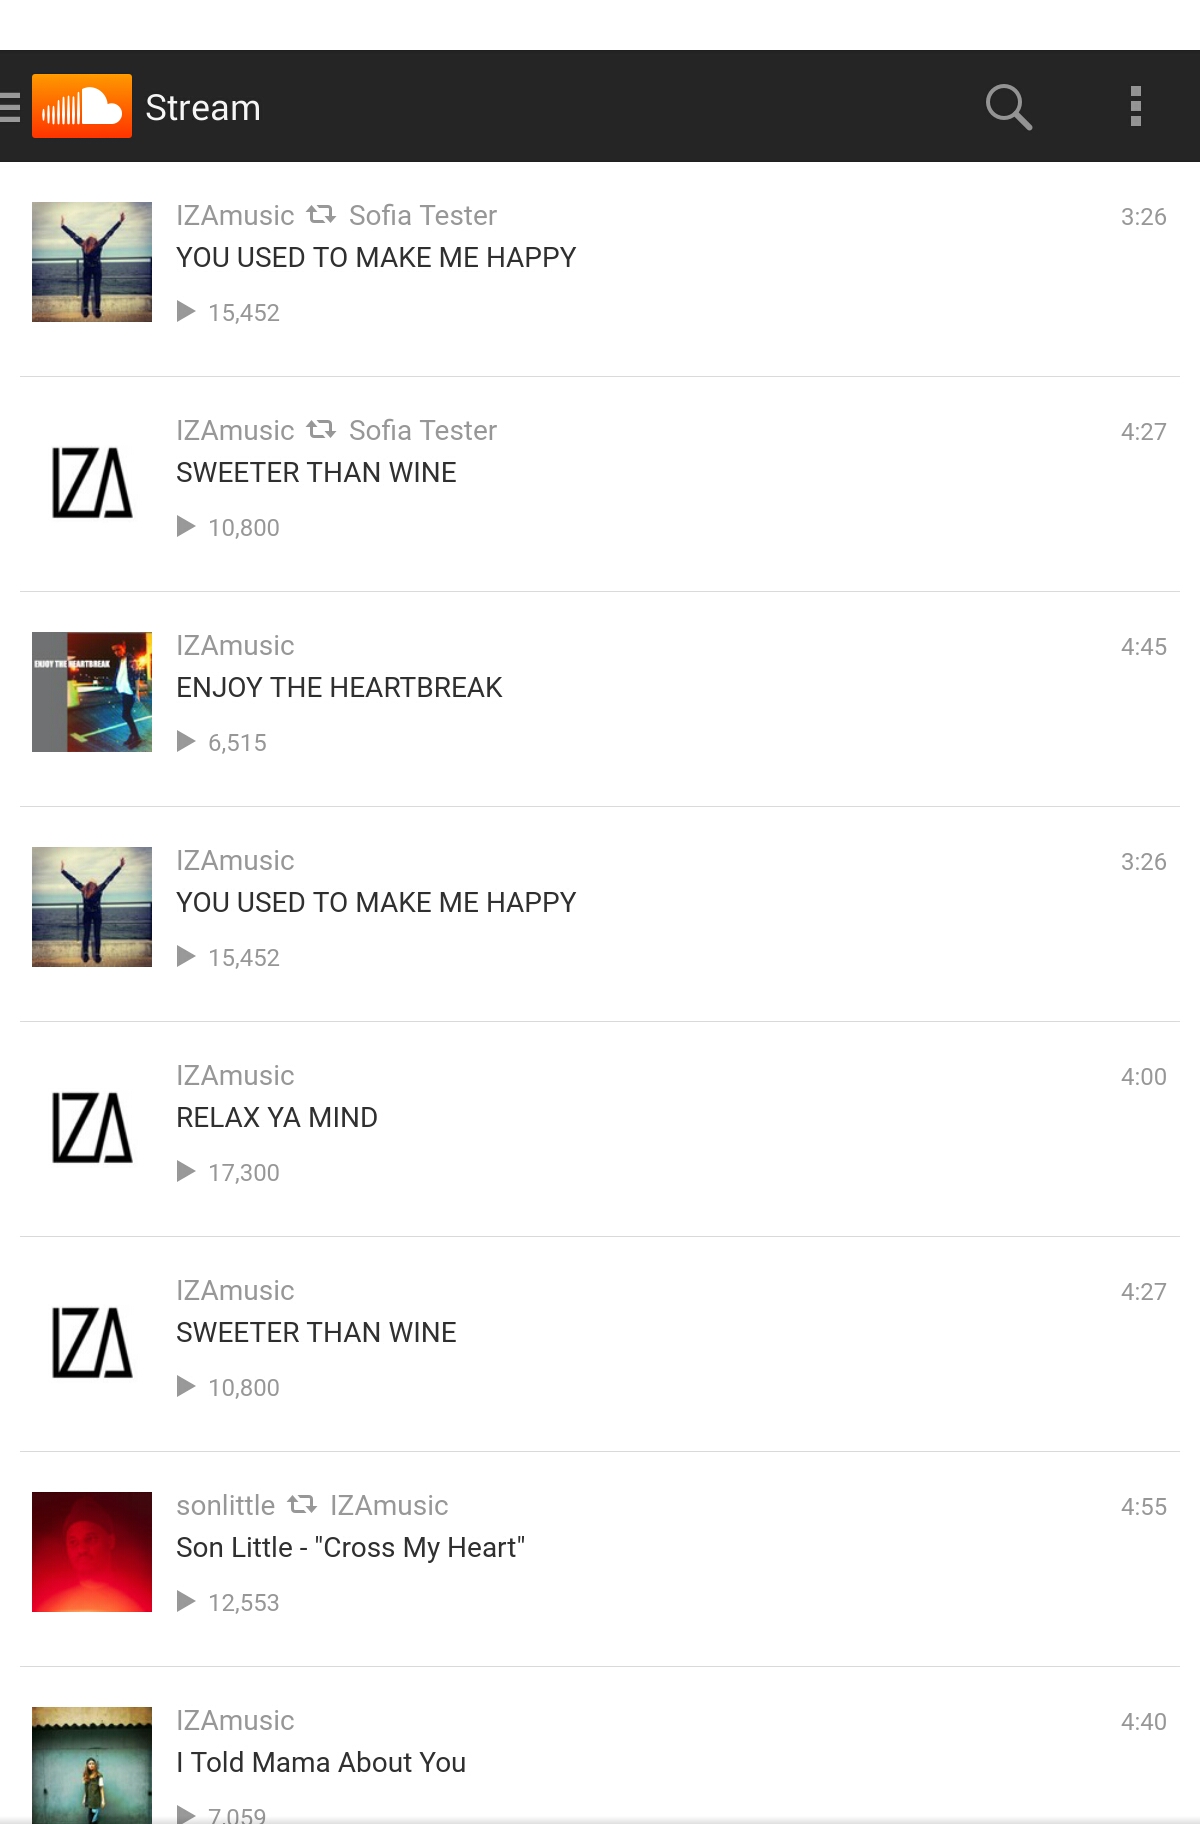 Stream
IZAmusic Sofia Tester 3:26
YOU USED TO MAKE ME HAPPY
15,452
IZA
IZAmusic Sofia Tester 4:27
SWEETER THAN WINE
10,800
ENJOY THE HEARTBREAK
IZAmusic 4:45
ENJOY THE HEARTBREAK
6,515
IZAmusic 3:26
YOU USED TO MAKE ME HAPPY
15,452
IZA
IZAmusic 4:00
RELAX YA MIND
17,300
IZA
IZAmusic 4:27
SWEETER THAN WINE
10,800
sonlittle IZAmusic 4:55
Son Little - "Cross My Heart"
12,553
IZAmusic 4:40
I Told Mama About You
7,059